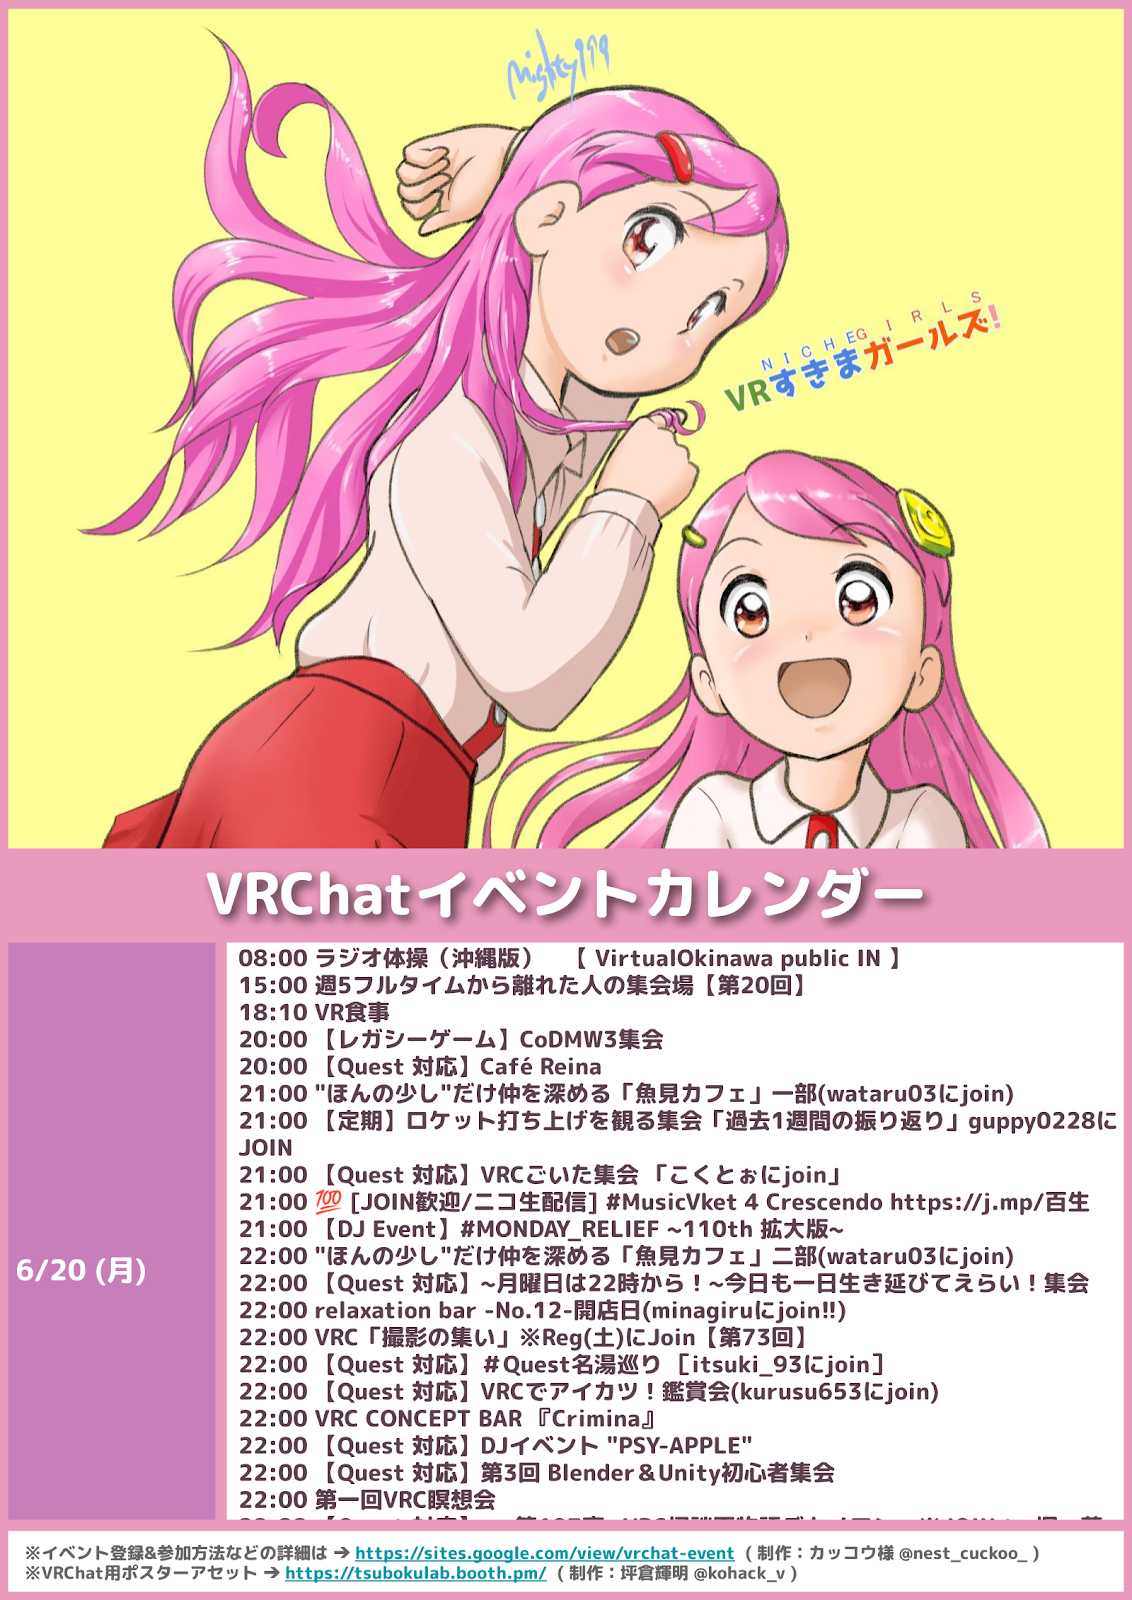 mighty199
NICHE GIRLS
VRすきまガールズ!
VRChatイベントカレンダー
6/20 (月)
08:00 ラジオ体操（沖縄版）　【 VirtualOkinawa public IN 】
15:00 週5フルタイムから離れた人の集会場【第20回】
18:10 VR食事
20:00 【レガシーゲーム】CoDMW3集会
20:00 【Quest 対応】Café Reina
21:00 "ほんの少し"だけ仲を深める「魚見カフェ」一部(wataru03にjoin)
21:00 【定期】ロケット打ち上げを観る集会「過去1週間の振り返り」guppy0228に
JOIN
21:00 【Quest 対応】VRCごいた集会 「こくとぉにjoin」
21:00 💯 [JOIN歓迎/ニコ生配信] #MusicVket 4 Crescendo https://j.mp/百生
21:00 【DJ Event】#MONDAY_RELIEF ~110th 拡大版~
22:00 "ほんの少し"だけ仲を深める「魚見カフェ」二部(wataru03にjoin)
22:00 【Quest 対応】~月曜日は22時から！~今日も一日生き延びてえらい！集会
22:00 relaxation bar -No.12-開店日(minagiruにjoin!!)
22:00 VRC「撮影の集い」※Reg(土)にJoin【第73回】
22:00 【Quest 対応】＃Quest名湯巡り ［itsuki_93にjoin］
22:00 【Quest 対応】VRCでアイカツ！鑑賞会(kurusu653にjoin)
22:00 VRC CONCEPT BAR 『Crimina』
22:00 【Quest 対応】DJイベント "PSY-APPLE"
22:00 【Quest 対応】第3回 Blender＆Unity初心者集会
22:00 第一回VRC瞑想会
※イベント登録&参加方法などの詳細は ➔ https://sites.google.com/view/vrchat-event ( 制作：カッコウ様 @nest_cuckoo_ )
※VRChat用ポスターアセット ➔ https://tsubokulab.booth.pm/ ( 制作：坪倉輝明 @kohack_v )